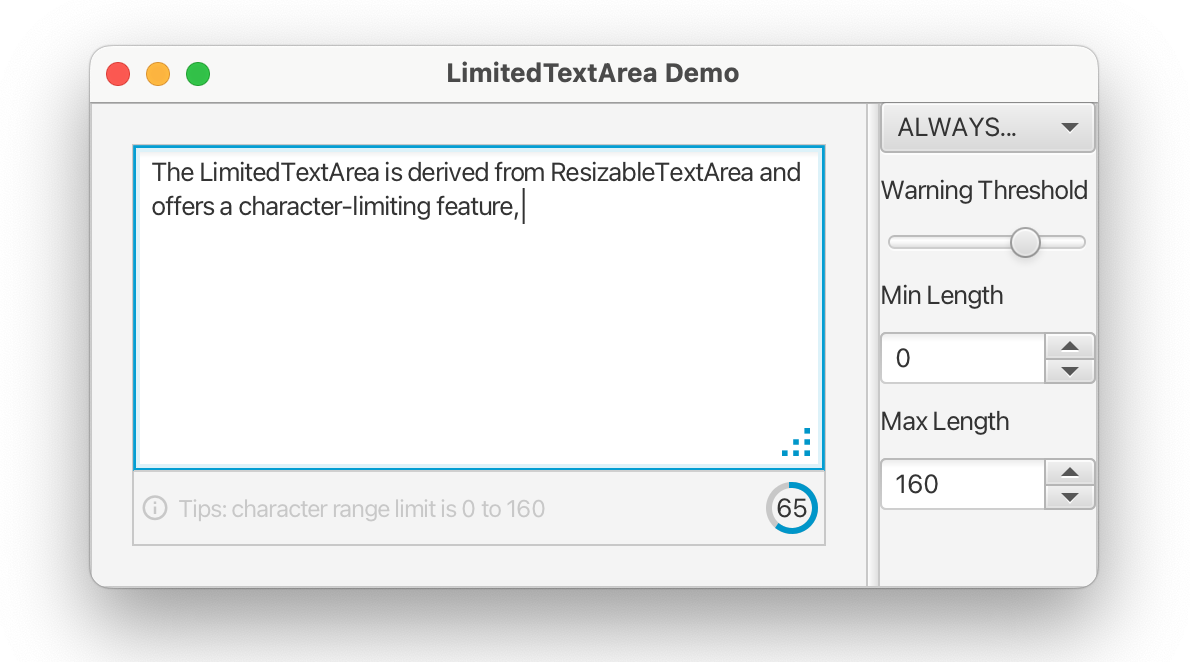 LimitedTextArea Demo
The LimitedTextArea is derived from ResizableTextArea and
offers a character-limiting feature,
Tips: character range limit is 0 to 160
65
ALWAYS...
Warning Threshold
Min Length
0
Max Length
160